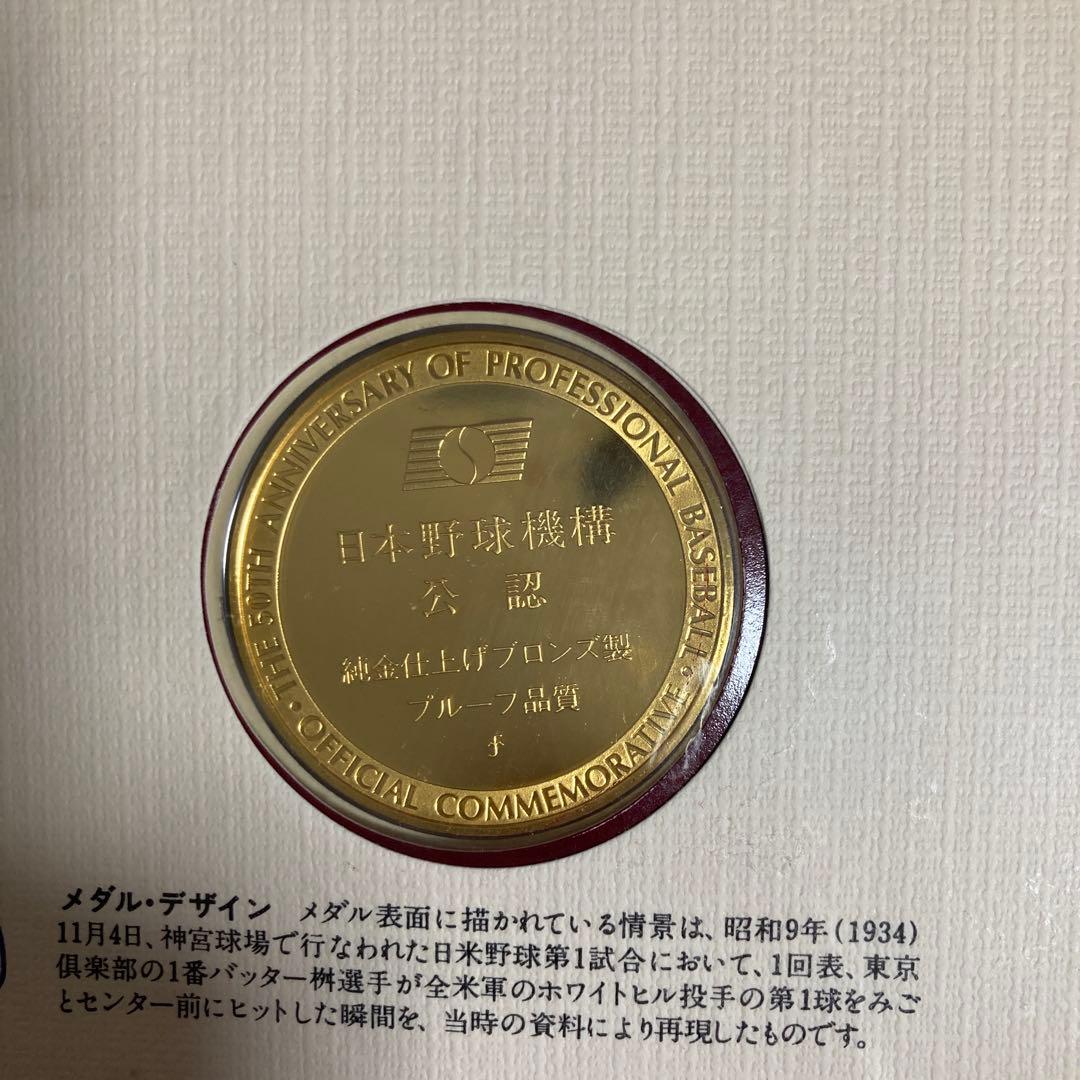 THE 50TH ANNIVERSARY OF PROFESSIONAL BASEBALL
日本野球機構
公認
純金仕上げブロンズ製
プルーフ品質
f
OFFICIAL COMMEMORATIVE
メダル・デザイン　メダル表面に描かれている情景は、昭和9年(1934)
11月4日、神宮球場で行なわれた日米野球第1試合において、1回表、東京
倶楽部の1番バッター桝選手が全米軍のホワイトヒル投手の第1球をみご
とセンター前にヒットした瞬間を、当時の資料により再現したものです。